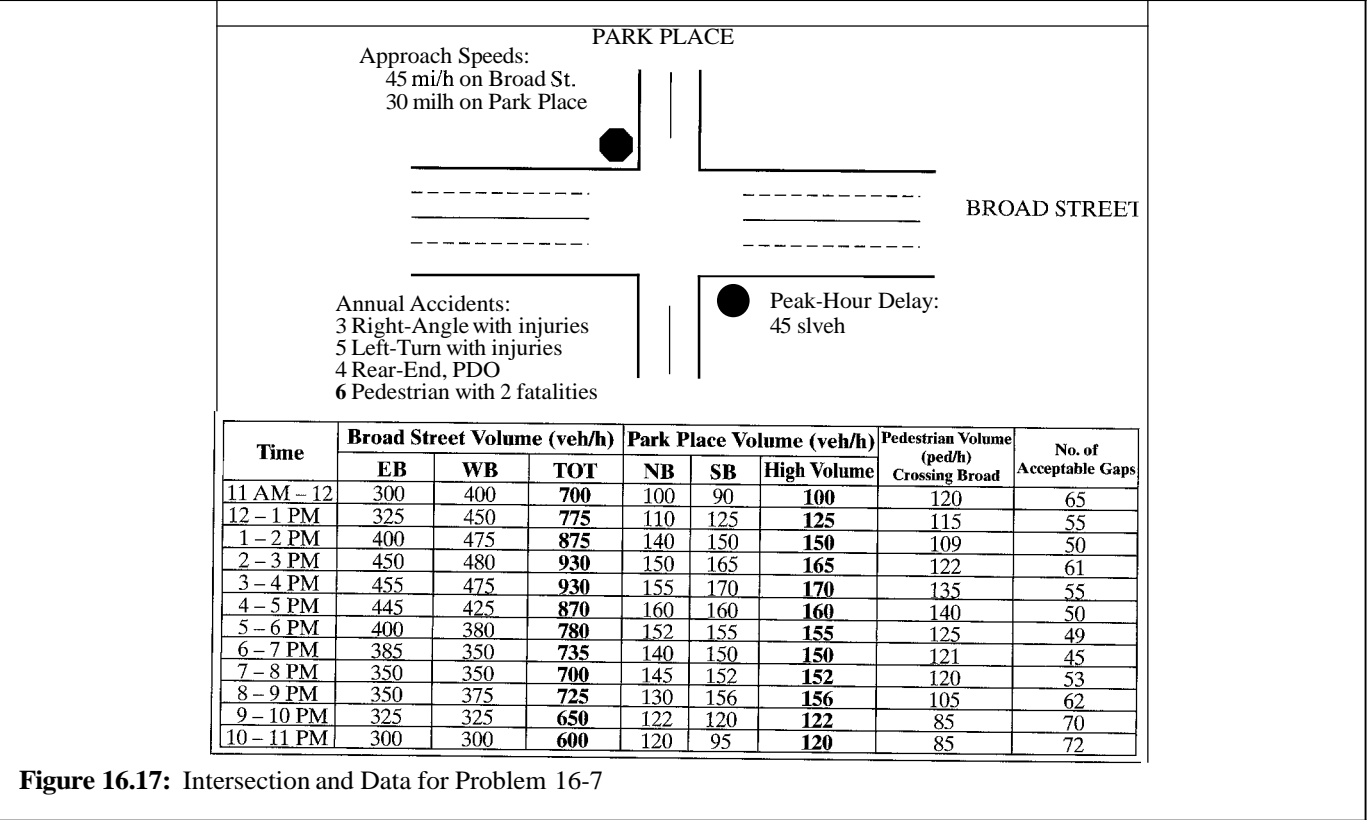 PARK PLACE
Approach Speeds:
45 mi/h on Broad St.
30 milh on Park Place
BROAD STREET
Annual Accidents:
3 Right-Angle with injuries
5 Left-Turn with injuries
4 Rear-End, PDO
6 Pedestrian with 2 fatalities
Peak-Hour Delay:
45 slveh
Time Broad Street Volume (veh/h) Park Place Volume (veh/h) Pedestrian Volume (ped/h) Crossing Broad No. of Acceptable Gaps
EB WB TOT NB SB High Volume
11 AM – 12 300 400 700 100 90 100 120 65
12 – 1 PM 325 450 775 110 125 125 115 55
1 – 2 PM 400 475 875 140 150 150 109 50
2 – 3 PM 450 480 930 150 165 165 122 61
3 – 4 PM 455 475 930 155 170 170 135 55
4 – 5 PM 445 425 870 160 160 160 140 50
5 – 6 PM 400 380 780 152 155 155 125 49
6 – 7 PM 385 350 735 140 150 150 121 45
7 – 8 PM 350 350 700 145 152 152 120 53
8 – 9 PM 350 375 725 130 156 156 105 62
9 – 10 PM 325 325 650 122 120 122 85 70
10 – 11 PM 300 300 600 120 95 120 85 72
Figure 16.17: Intersection and Data for Problem 16-7